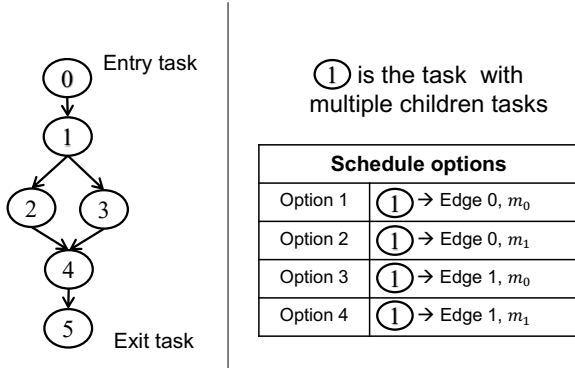 Entry task
0
1
2
3
4
5
Exit task
1 is the task with
multiple children tasks
Schedule options
Option 1 1 → Edge 0, m₀
Option 2 1 → Edge 0, m₁
Option 3 1 → Edge 1, m₀
Option 4 1 → Edge 1, m₁